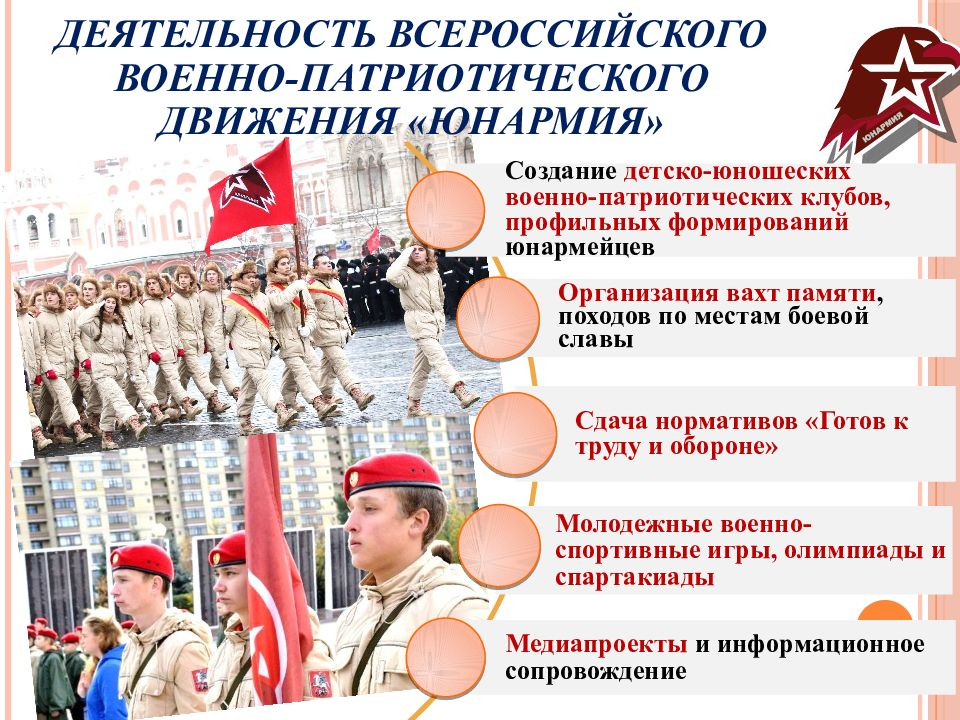 ДЕЯТЕЛЬНОСТЬ ВСЕРОССИЙСКОГО
ВОЕННО-ПАТРИОТИЧЕСКОГО
ДВИЖЕНИЯ «ЮНАРМИЯ»
ЮНАРМИЯ
Создание детско-юношеских
военно-патриотических клубов,
профильных формирований
юнармейцев
Организация вахт памяти,
походов по местам боевой
славы
Сдача нормативов «Готов к
труду и обороне»
Молодежные военно-
спортивные игры, олимпиады и
спартакиады
Медиапроекты и информационное
сопровождение